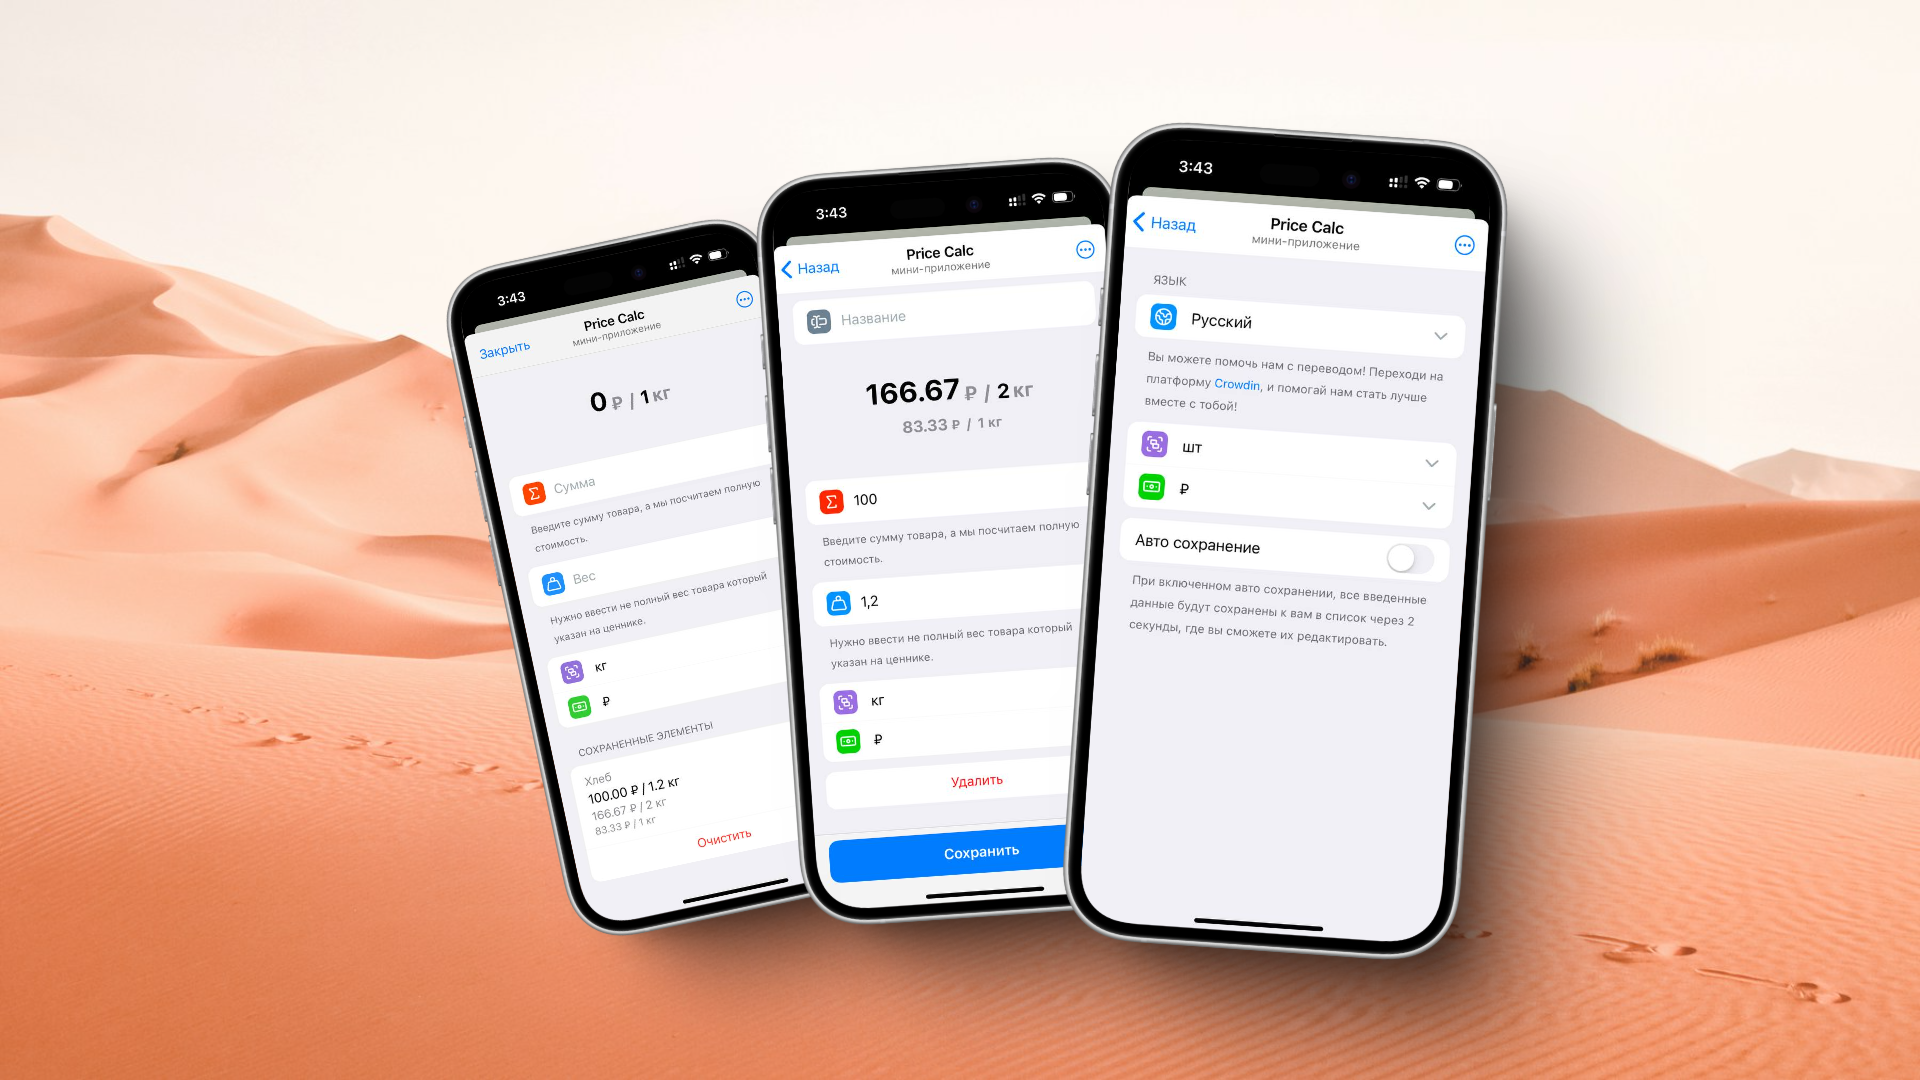 3:43
Закрыть
Price Calc
мини-приложение
0 ₽ / 1 кг
Сумма
Введите сумму товара, а мы посчитаем полную
стоимость.
Вес
Нужно ввести не полный вес товара который
указан на ценнике.
кг
₽
СОХРАНЕННЫЕ ЭЛЕМЕНТЫ
Хлеб
100.00 ₽ / 1.2 кг
166.67 ₽ / 2 кг
83.33 ₽ / 1 кг
Очистить
3:43
Назад
Price Calc
мини-приложение
Название
166.67 ₽ / 2 кг
83.33 ₽ / 1 кг
100
Введите сумму товара, а мы посчитаем полную
стоимость.
1,2
Нужно ввести не полный вес товара который
указан на ценнике.
кг
₽
Удалить
Сохранить
3:43
Назад
Price Calc
мини-приложение
ЯЗЫК
Русский
Вы можете помочь нам с переводом! Переходи на
платформу Crowdin, и помогай нам стать лучше
вместе с тобой!
шт
₽
Авто сохранение
При включенном авто сохранении, все введенные
данные будут сохранены к вам в список через 2
секунды, где вы сможете их редактировать.